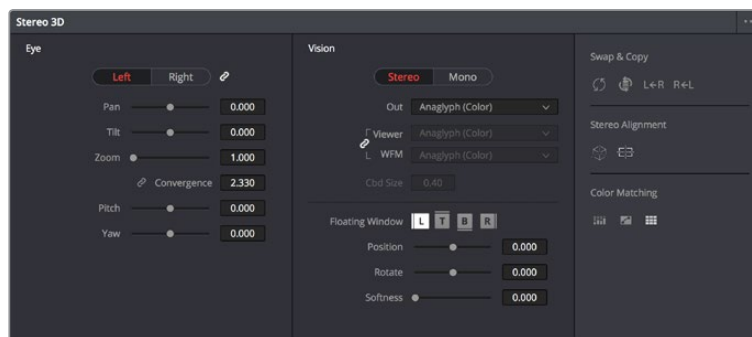 Stereo 3D
Eye
Left Right
Pan 0.000
Tilt 0.000
Zoom 1.000
Convergence 2.330
Pitch 0.000
Yaw 0.000
Vision
Stereo Mono
Out Anaglyph (Color)
Viewer Anaglyph (Color)
WFM Anaglyph (Color)
Cbd Size 0.40
Floating Window L T B R
Position 0.000
Rotate 0.000
Softness 0.000
Swap & Copy
L←R R←L
Stereo Alignment
Color Matching